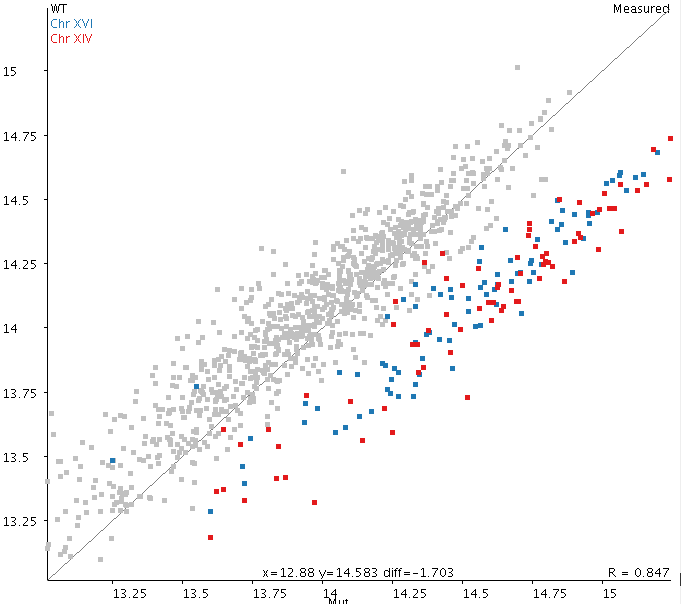 WT Measured
Chr XVI
Chr XIV
15
14.75
14.5
14.25
14
13.75
13.5
13.25
x=12.88 y=14.583 diff=-1.703 R = 0.847
13.25 13.5 13.75 14 14.25 14.5 14.75 15
Mut